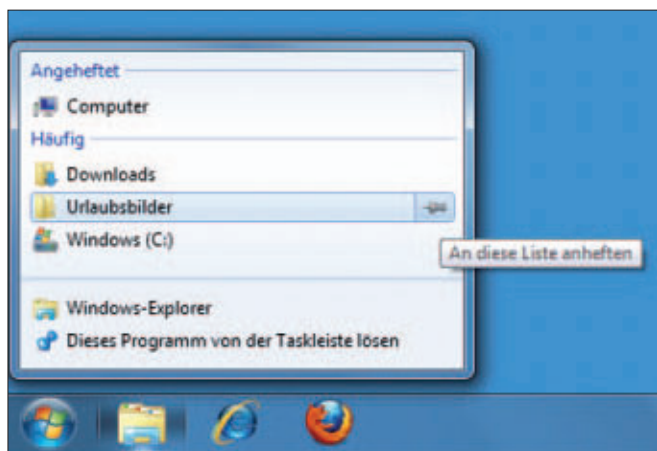 Angeheftet
Computer
Häufig
Downloads
Urlaubsbilder
Windows (C:)
An diese Liste anheften
Windows-Explorer
Dieses Programm von der Taskleiste lösen